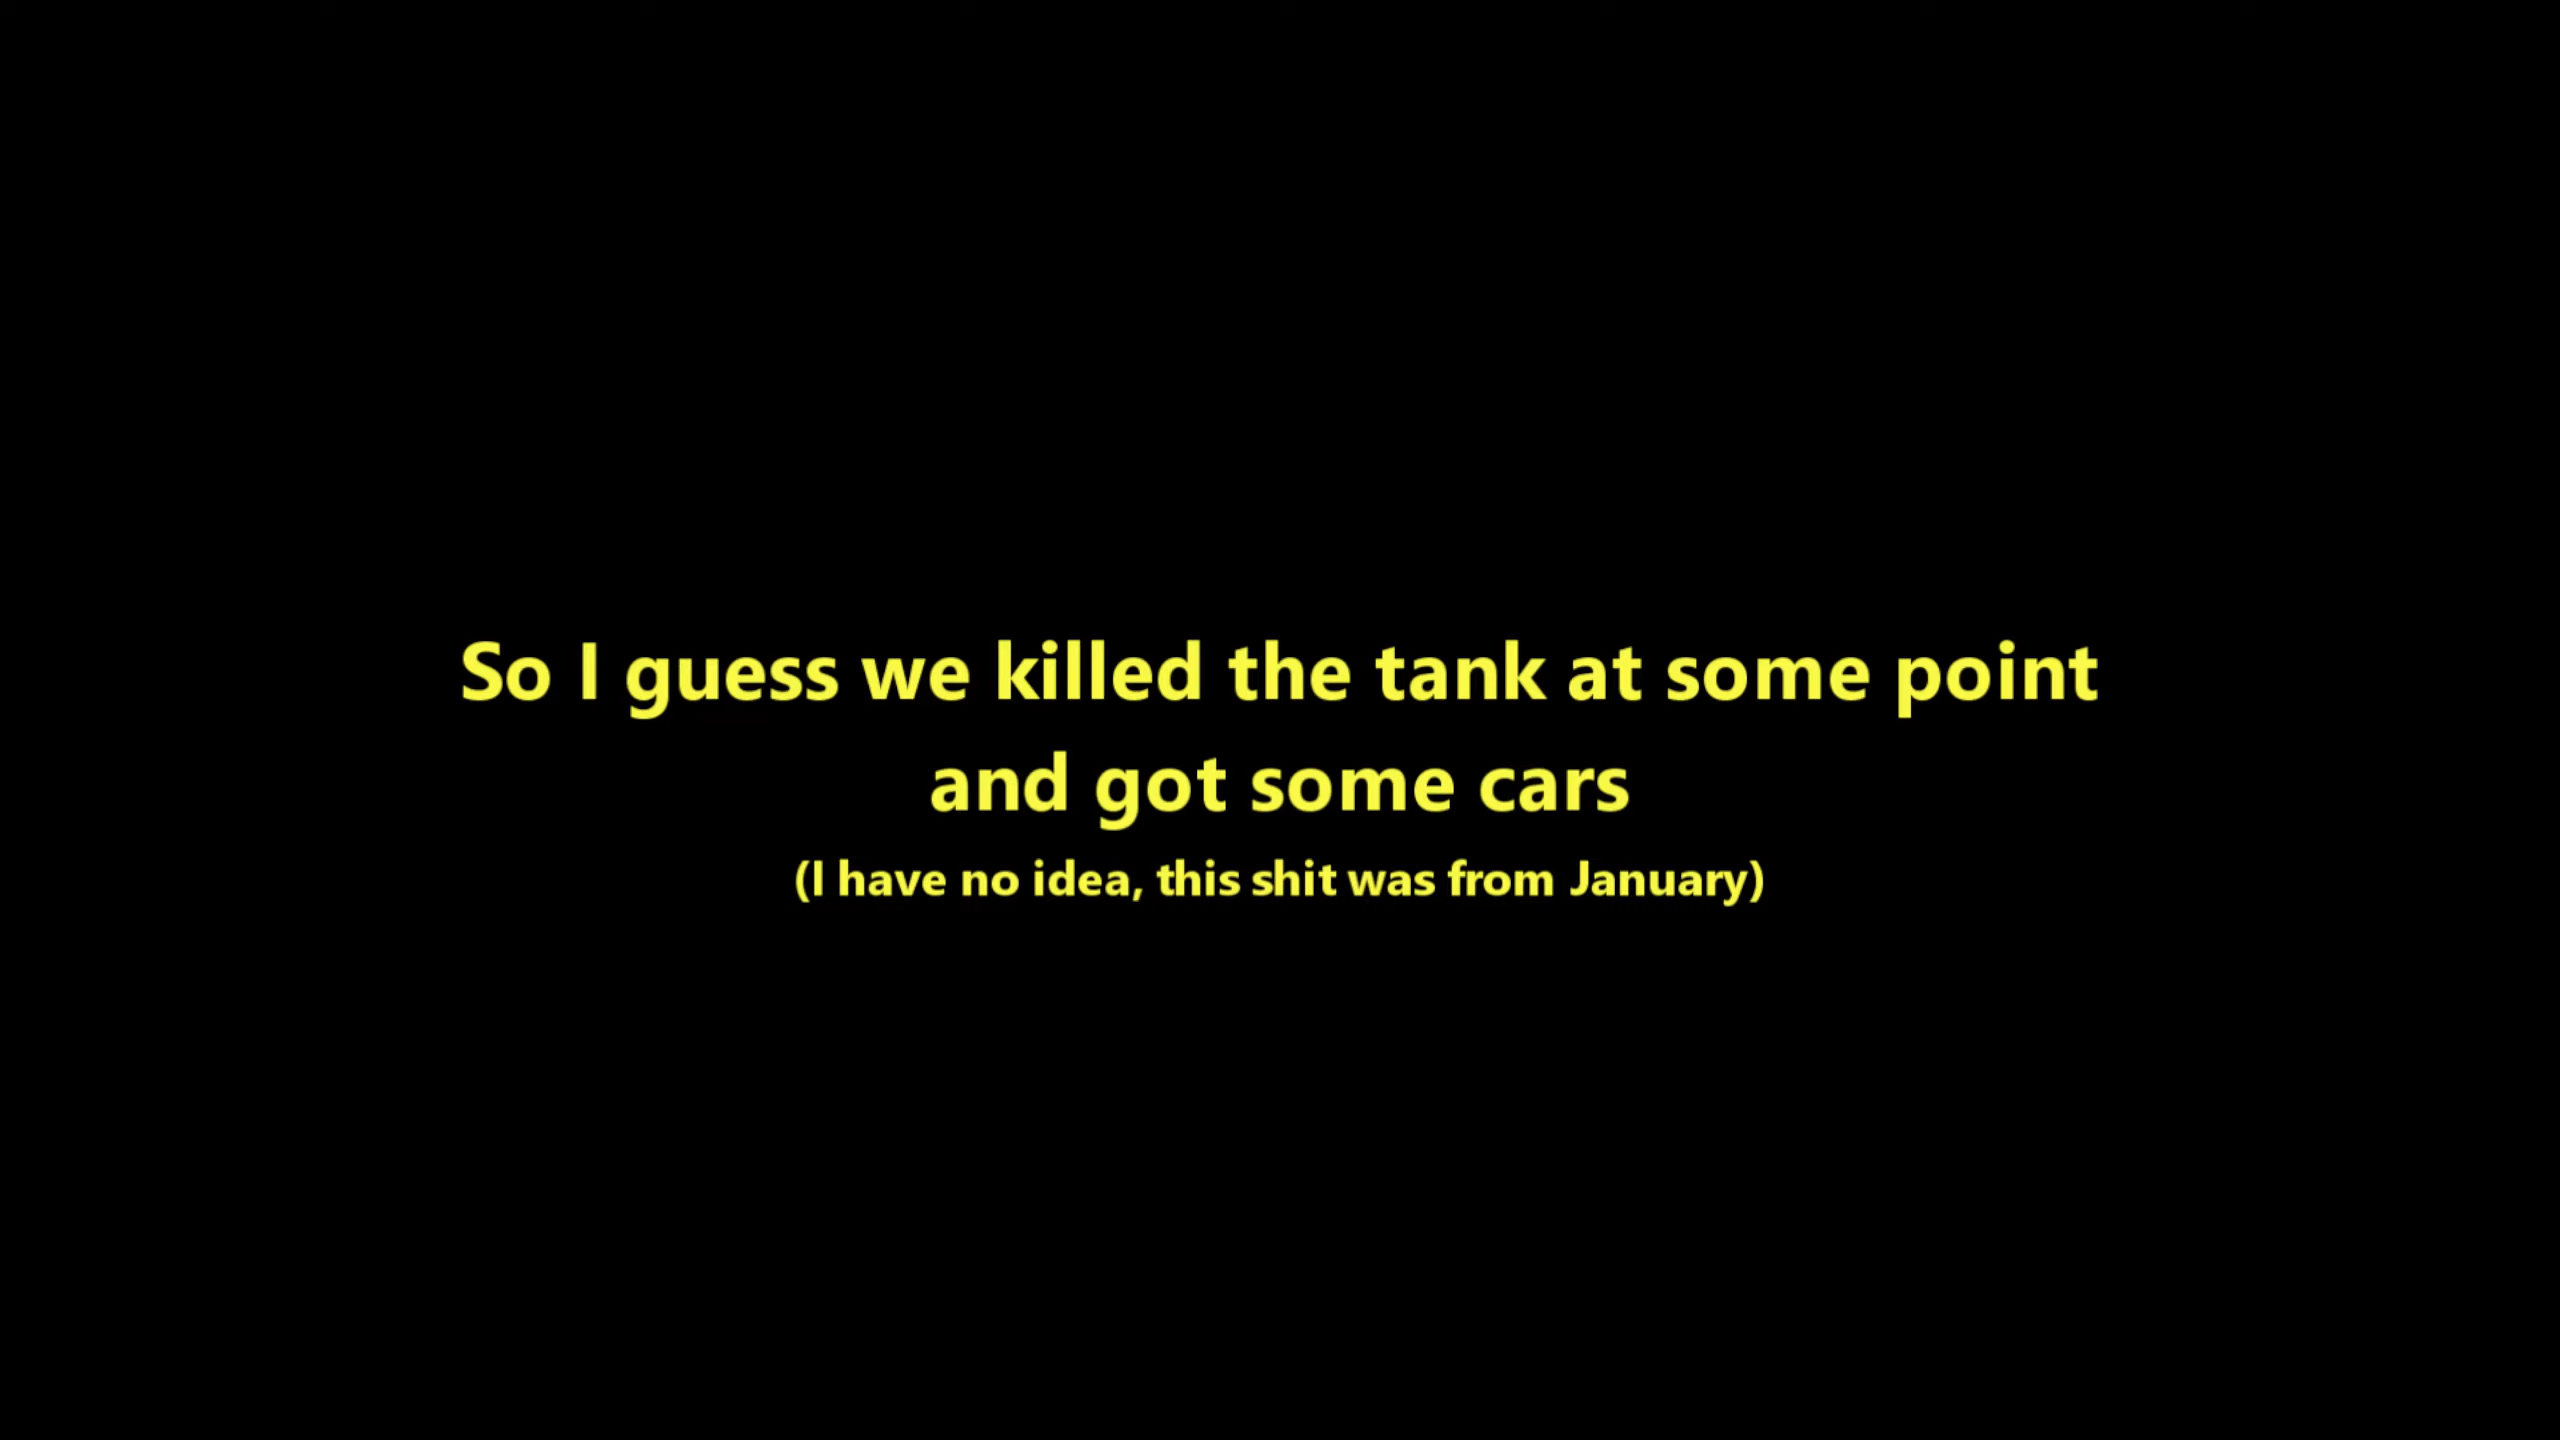 So I guess we killed the tank at some point
and got some cars
(I have no idea, this shit was from January)